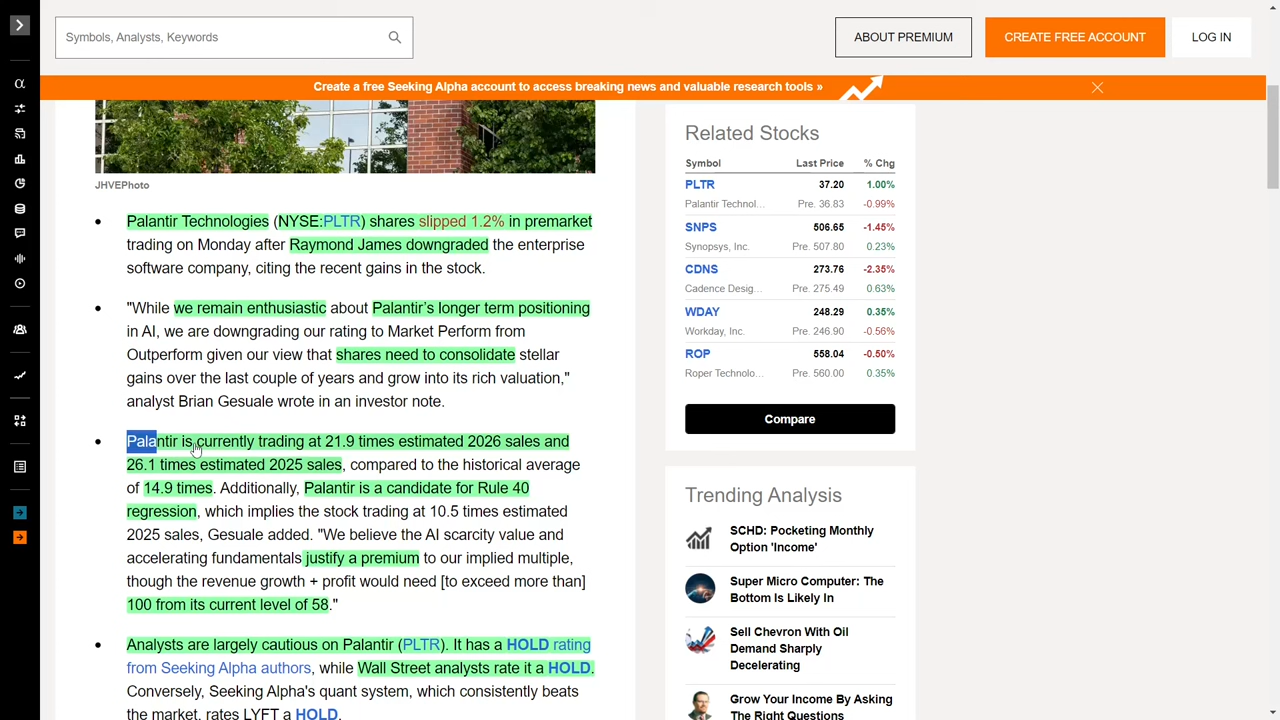 Symbols, Analysts, Keywords
ABOUT PREMIUM
CREATE FREE ACCOUNT
LOG IN
Create a free Seeking Alpha account to access breaking news and valuable research tools »
JHVEPhoto
• Palantir Technologies (NYSE:PLTR) shares slipped 1.2% in premarket
trading on Monday after Raymond James downgraded the enterprise
software company, citing the recent gains in the stock.
• "While we remain enthusiastic about Palantir’s longer term positioning
in AI, we are downgrading our rating to Market Perform from
Outperform given our view that shares need to consolidate stellar
gains over the last couple of years and grow into its rich valuation,"
analyst Brian Gesuale wrote in an investor note.
• Palantir is currently trading at 21.9 times estimated 2026 sales and
26.1 times estimated 2025 sales, compared to the historical average
of 14.9 times. Additionally, Palantir is a candidate for Rule 40
regression, which implies the stock trading at 10.5 times estimated
2025 sales, Gesuale added. "We believe the AI scarcity value and
accelerating fundamentals justify a premium to our implied multiple,
though the revenue growth + profit would need [to exceed more than]
100 from its current level of 58."
• Analysts are largely cautious on Palantir (PLTR). It has a HOLD rating
from Seeking Alpha authors, while Wall Street analysts rate it a HOLD.
Conversely, Seeking Alpha's quant system, which consistently beats
the market, rates LYFT a HOLD.
Related Stocks
Symbol Last Price % Chg
PLTR 37.20 1.00%
Palantir Technol... Pre. 36.83 -0.99%
SNPS 506.65 -1.45%
Synopsys, Inc. Pre. 507.80 0.23%
CDNS 273.76 -2.35%
Cadence Desig... Pre. 275.49 0.63%
WDAY 248.29 0.35%
Workday, Inc. Pre. 246.90 -0.56%
ROP 558.04 -0.50%
Roper Technolo... Pre. 560.00 0.35%
Compare
Trending Analysis
SCHD: Pocketing Monthly
Option 'Income'
Super Micro Computer: The
Bottom Is Likely In
Sell Chevron With Oil
Demand Sharply
Decelerating
Grow Your Income By Asking
The Right Questions